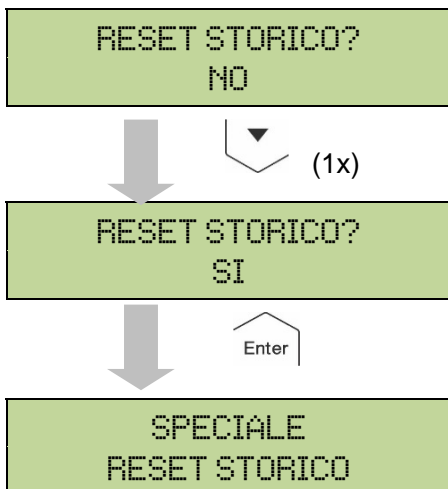 RESET STORICO?
NO
(1x)
RESET STORICO?
SI
Enter
SPECIALE
RESET STORICO